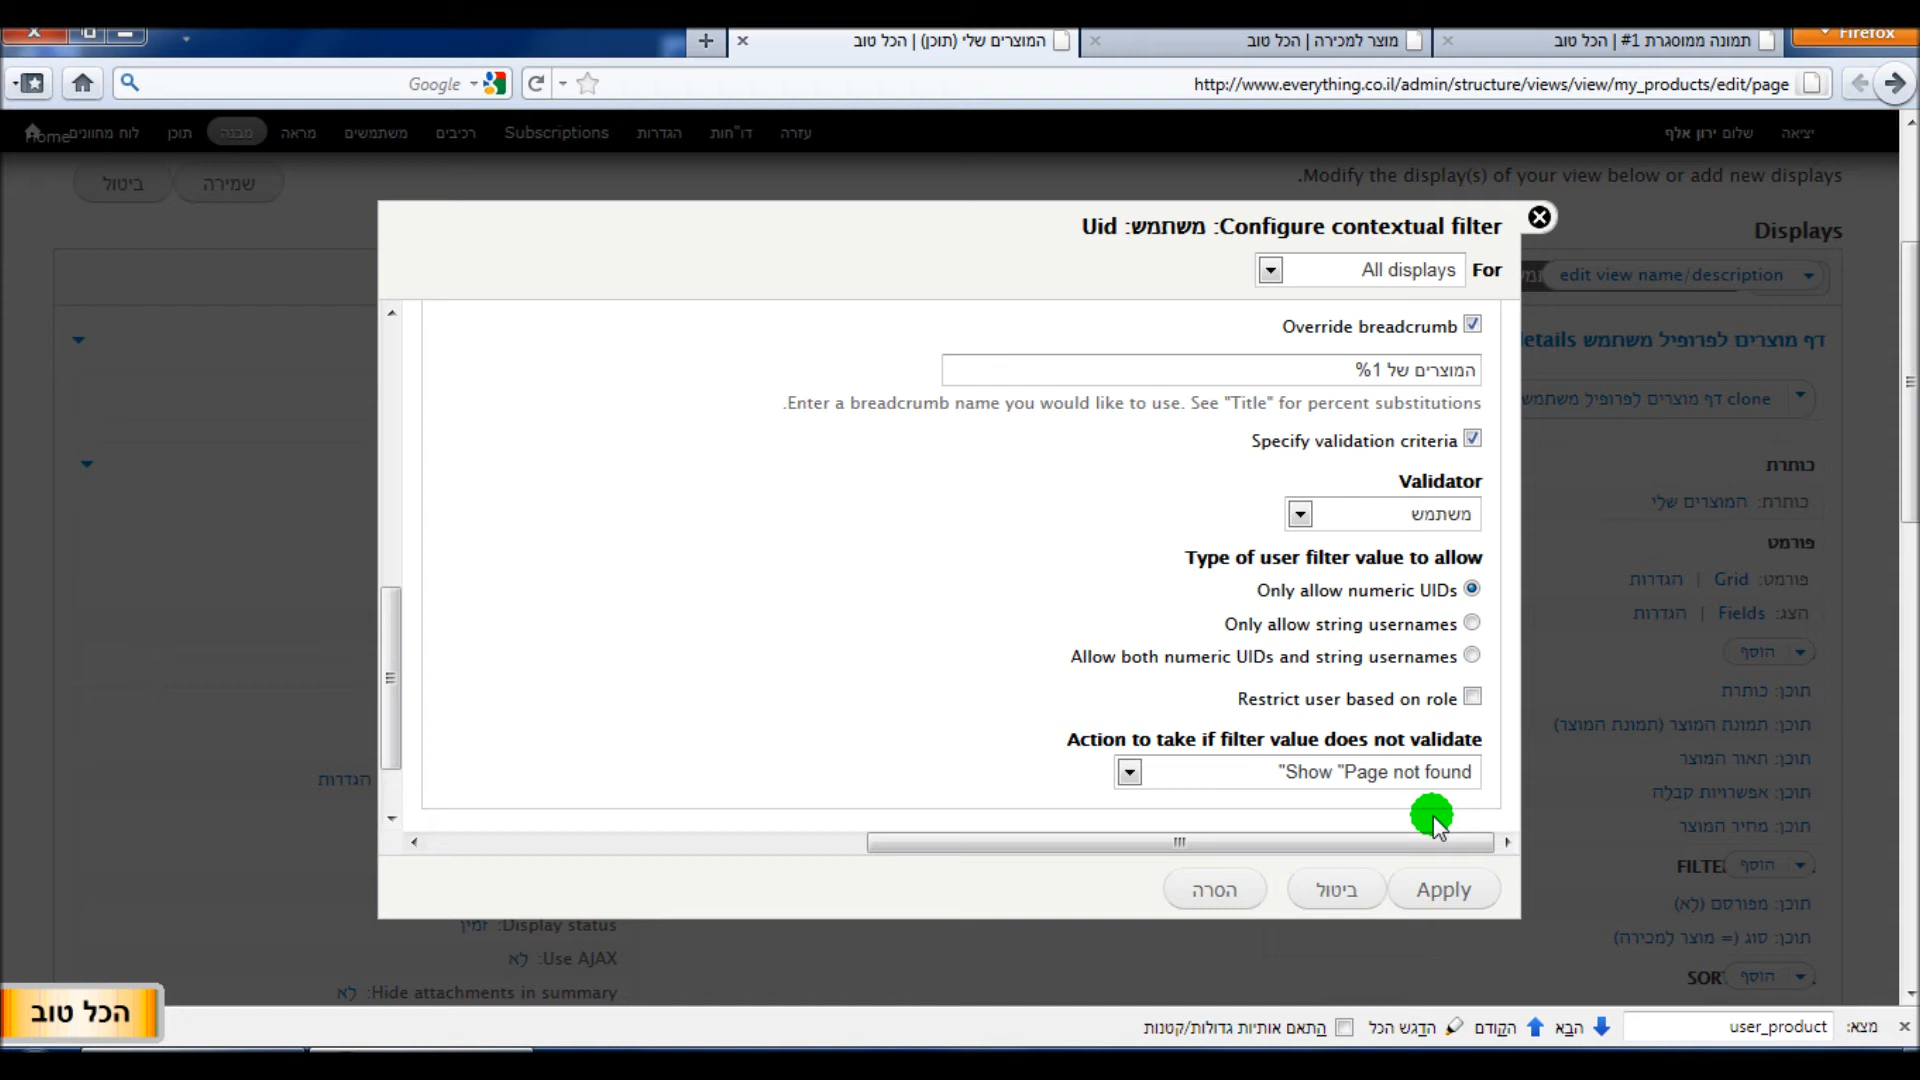 Firefox
תמונה ממוסגרת 1# | הכל טוב
מוצר למכירה | הכל טוב
המוצרים שלי (תוכן) | הכל טוב
http://www.everything.co.il/admin/structure/views/view/my_products/edit/page
Google
Home לוח מחוונים תוכן מבנה מראה משתמשים רכיבים Subscriptions הגדרות דו"חות עזרה
שלום ירון אלף יציאה
Modify the display(s) of your view below or add new displays.
שמירה ביטול
Displays
edit view name/description
Configure contextual filter: משתמש: Uid
For All displays
Override breadcrumb
המוצרים של 1%
Enter a breadcrumb name you would like to use. See "Title" for percent substitutions.
Specify validation criteria
Validator
משתמש
Type of user filter value to allow
Only allow numeric UIDs
Only allow string usernames
Allow both numeric UIDs and string usernames
Restrict user based on role
Action to take if filter value does not validate
Show "Page not found"
Apply ביטול הסרה
דף מוצרים לפרופיל משתמש etails
clone דף מוצרים לפרופיל משתמש
כותרת
כותרת: המוצרים שלי
פורמט
פורמט: Grid | הגדרות
הצג: Fields | הגדרות
הוסף
תוכן: כותרת
תוכן: תמונת המוצר (תמונת המוצר)
תוכן: תאור המוצר
תוכן: אפשרויות קבלה
תוכן: מחיר המוצר
FILTE הוסף
תוכן: מפורסם (לא)
תוכן: סוג (= מוצר למכירה)
SOR הוסף
הגדרות
Display status: זמין
Use AJAX: לא
Hide attachments in summary: לא
הכל טוב
מצא: user_product הבא הקודם הדגש הכל התאם אותיות גדולות/קטנות